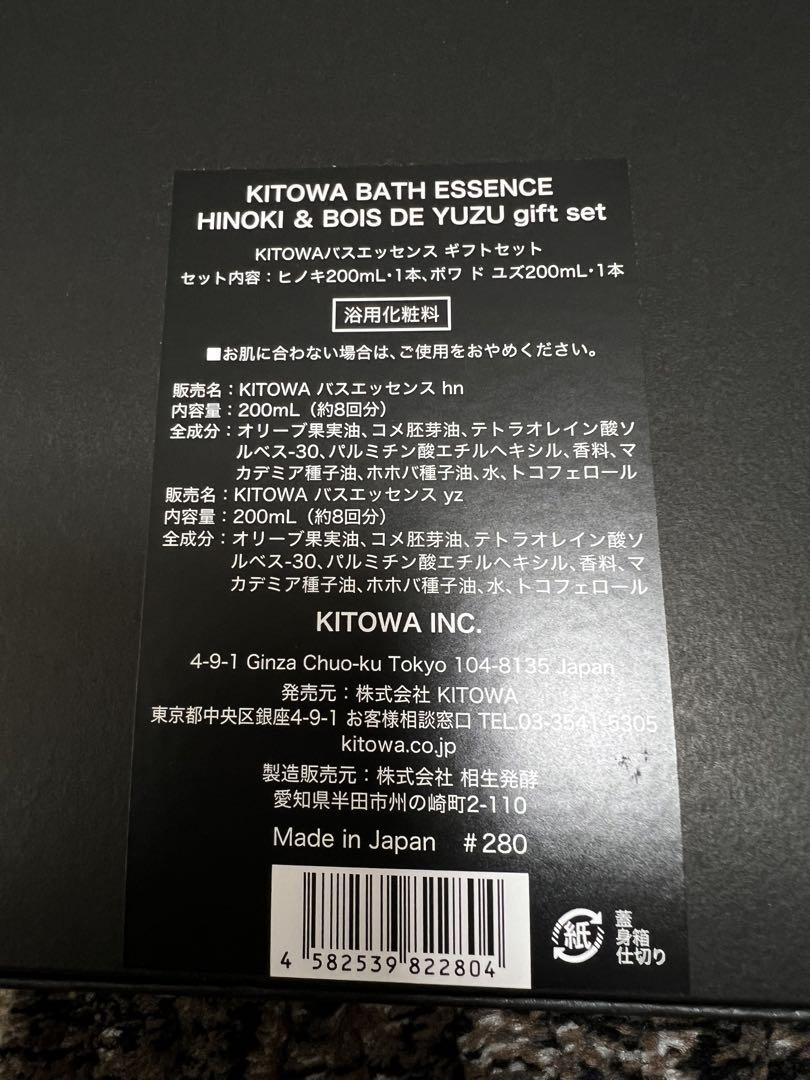 KITOWA BATH ESSENCE
HINOKI & BOIS DE YUZU gift set
KITOWAバスエッセンス ギフトセット
セット内容：ヒノキ200mL・1本、ボワ ド ユズ200mL・1本
浴用化粧料
■お肌に合わない場合は、ご使用をおやめください。
販売名：KITOWA バスエッセンス hn
内容量：200mL（約8回分）
全成分：オリーブ果実油、コメ胚芽油、テトラオレイン酸ソ
ルベス-30、パルミチン酸エチルヘキシル、香料、マ
カデミア種子油、ホホバ種子油、水、トコフェロール
販売名：KITOWA バスエッセンス yz
内容量：200mL（約8回分）
全成分：オリーブ果実油、コメ胚芽油、テトラオレイン酸ソ
ルベス-30、パルミチン酸エチルヘキシル、香料、マ
カデミア種子油、ホホバ種子油、水、トコフェロール
KITOWA INC.
4-9-1 Ginza Chuo-ku Tokyo 104-8135 Japan
発売元：株式会社 KITOWA
東京都中央区銀座4-9-1 お客様相談窓口 TEL.03-3541-5305
kitowa.co.jp
製造販売元：株式会社 相生発酵
愛知県半田市州の崎町2-110
Made in Japan #280
4 582539 822804
紙
蓋
身箱
仕切り